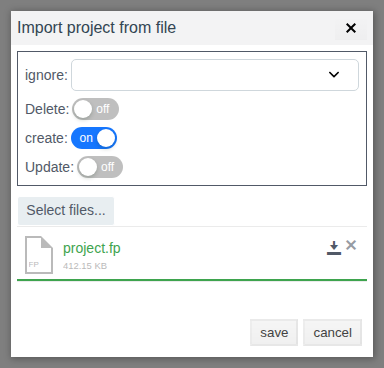 Import project from file
ignore:
Delete: off
create: on
Update: off
Select files...
project.fp
FP
412.15 KB
save cancel